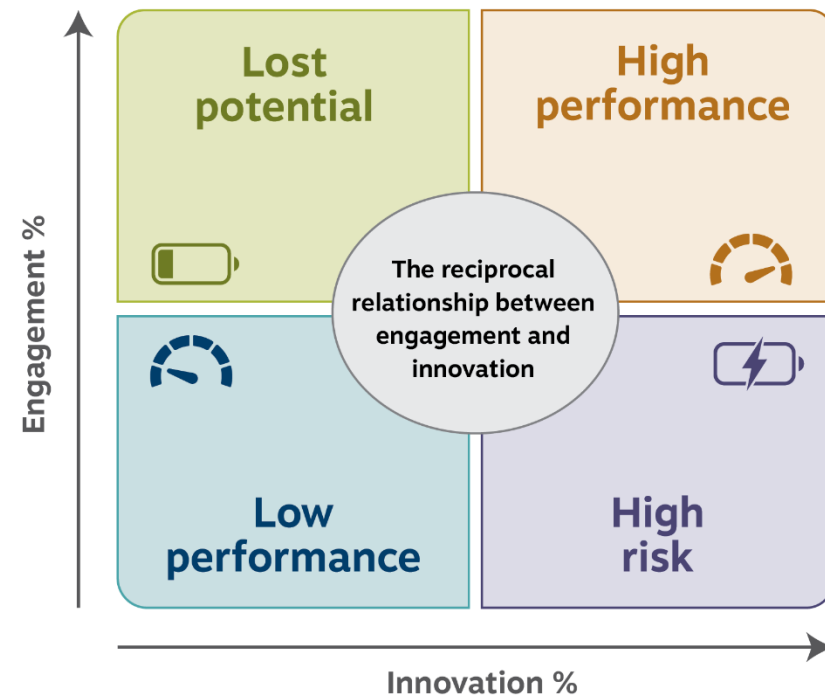 Lost
potential
High
performance
Engagement %
The reciprocal
relationship between
engagement and
innovation
Low
performance
High
risk
Innovation %